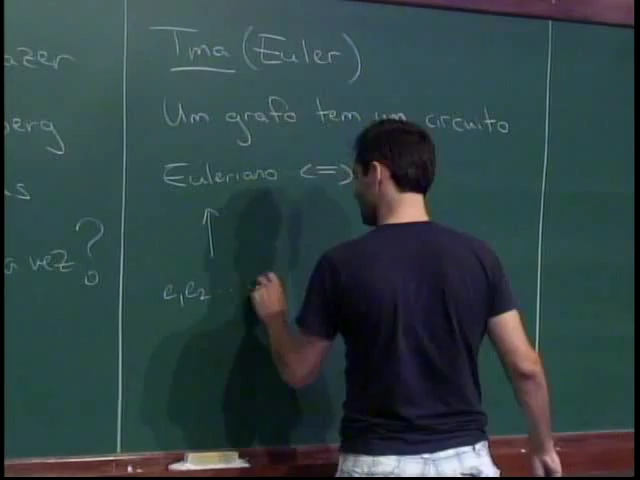 azer
berg
as
a vez?
Tma (Euler)
Um grafo tem um circuito
Euleriano <=>
e1e2 ...